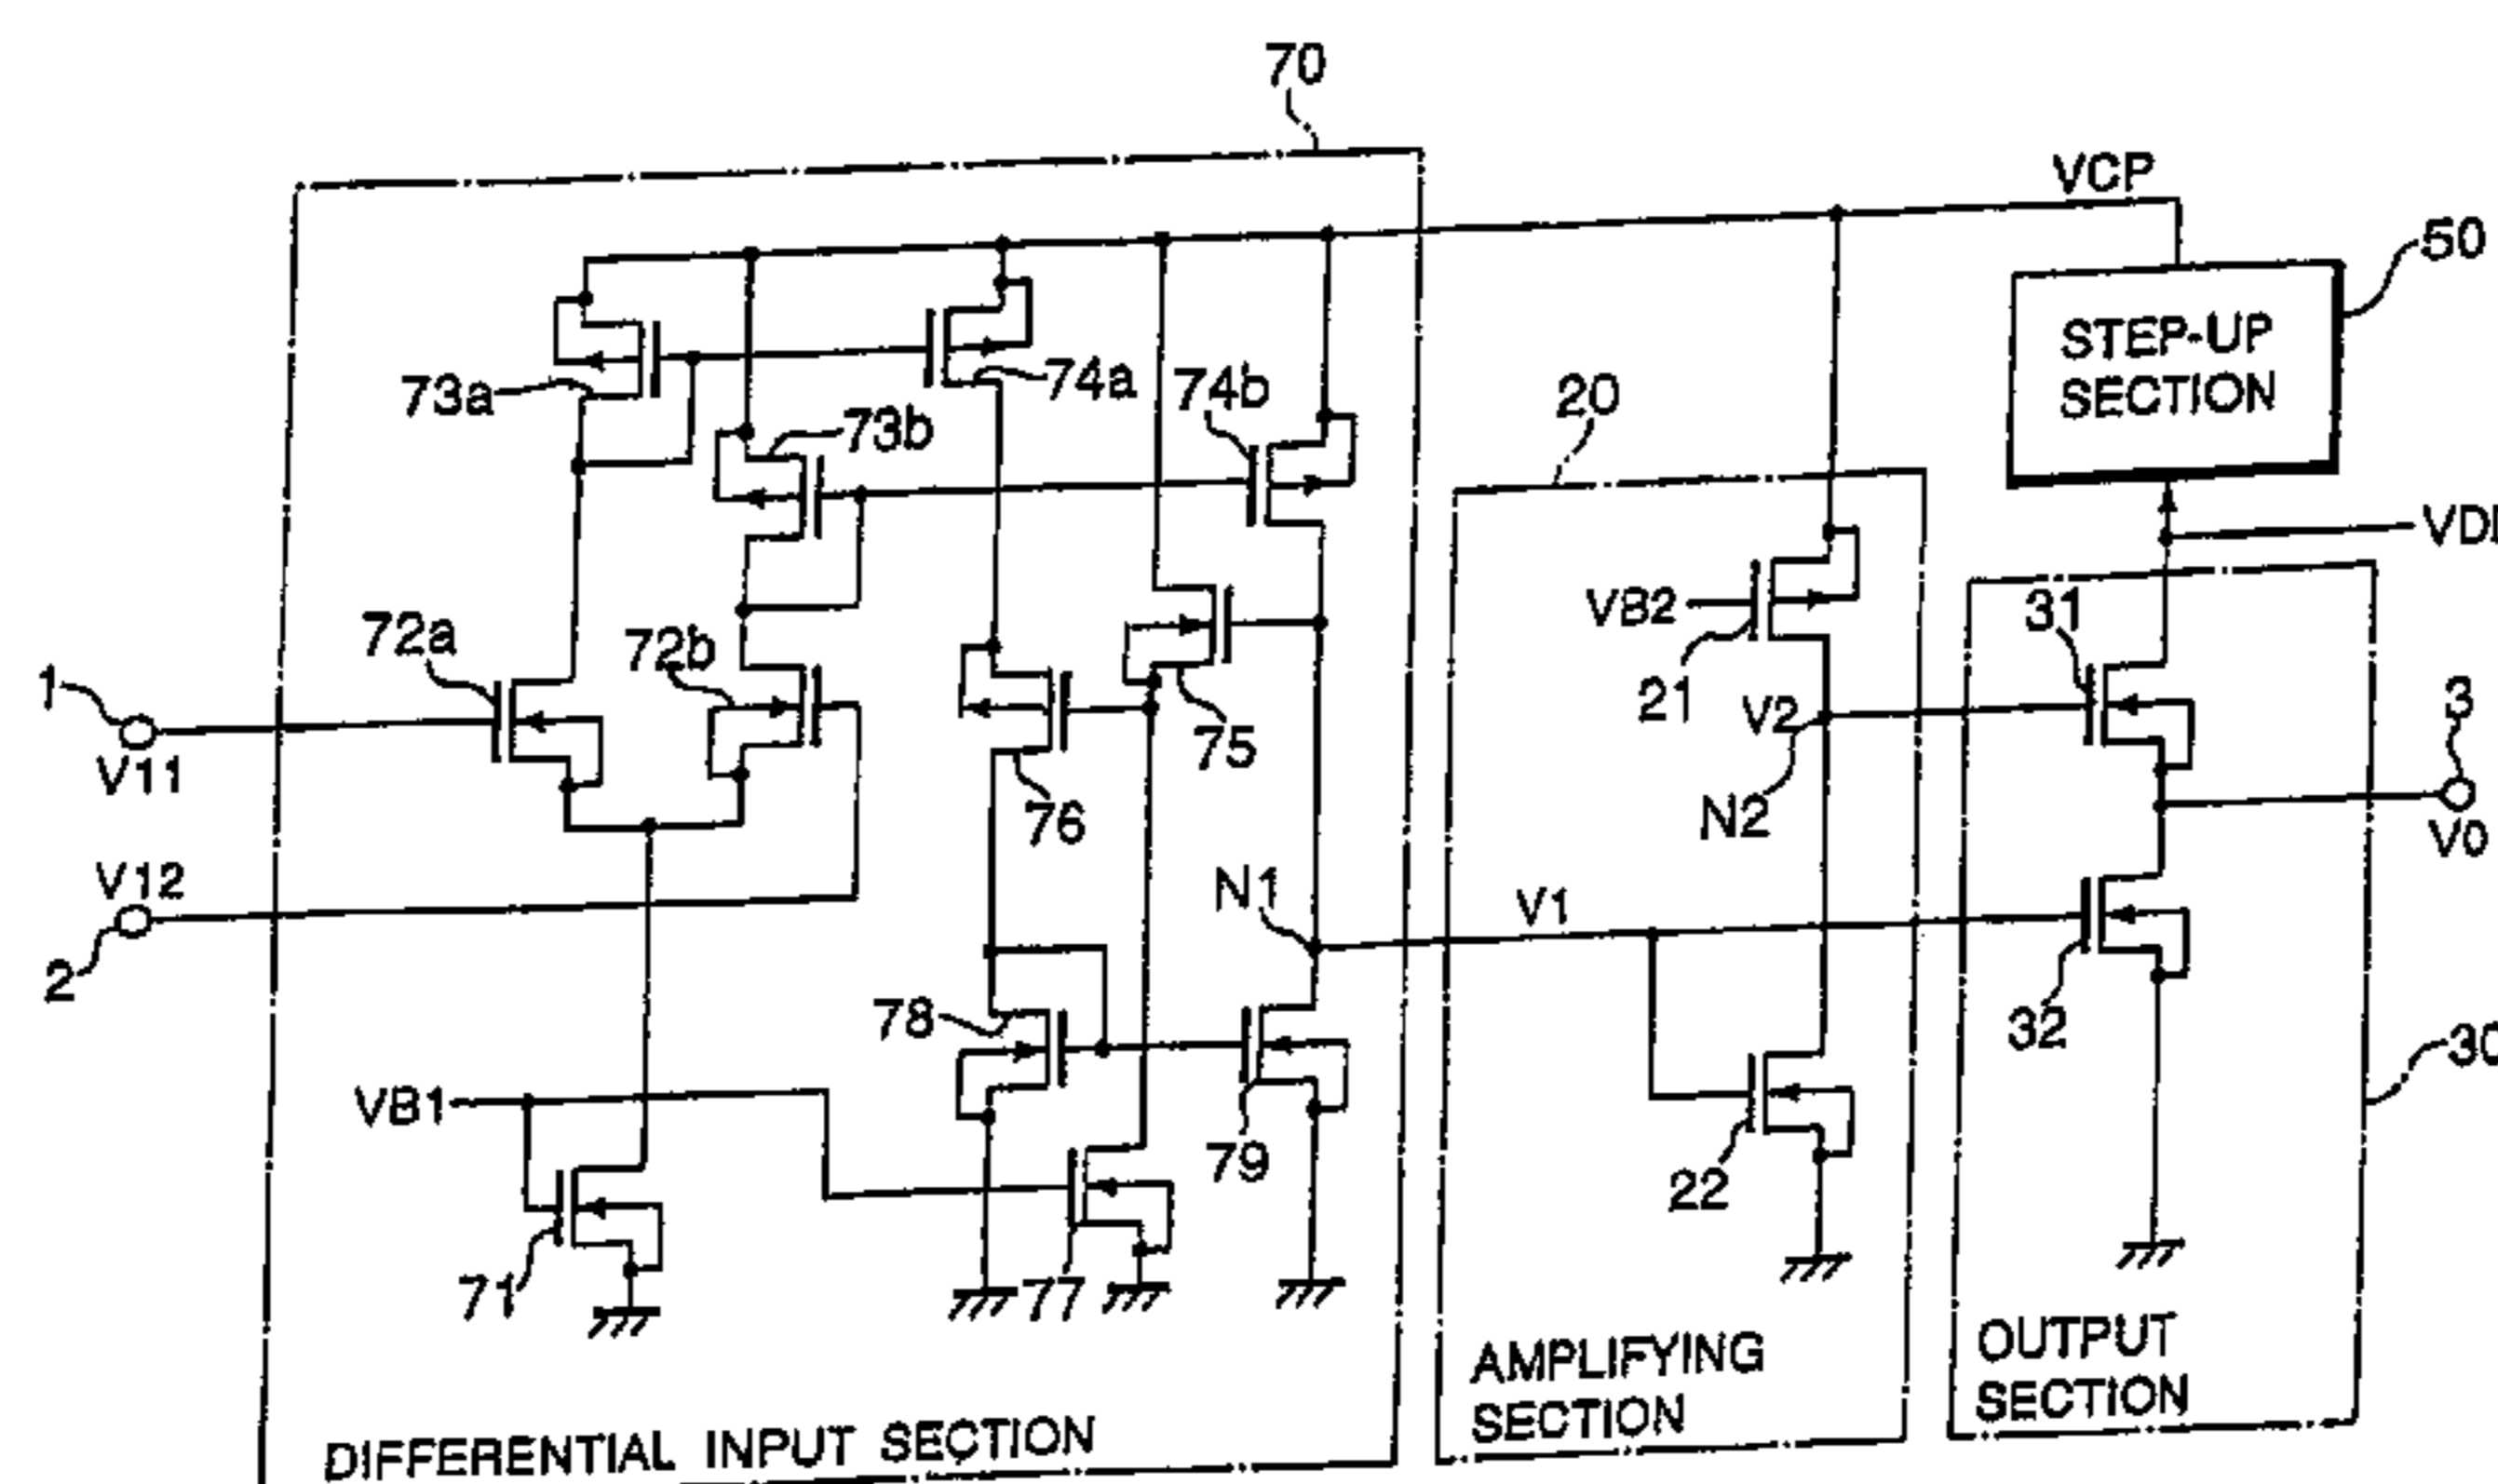 70
VCP
50
STEP-UP
SECTION
73a
74a
74b
20
73b
VB2
31
72a
72b
1
21
V2
3
75
V11
76
N2
V0
V12
N1
V1
2
78
32
30
VB1
79
22
71
77
AMPLIFYING
SECTION
OUTPUT
SECTION
DIFFERENTIAL INPUT SECTION